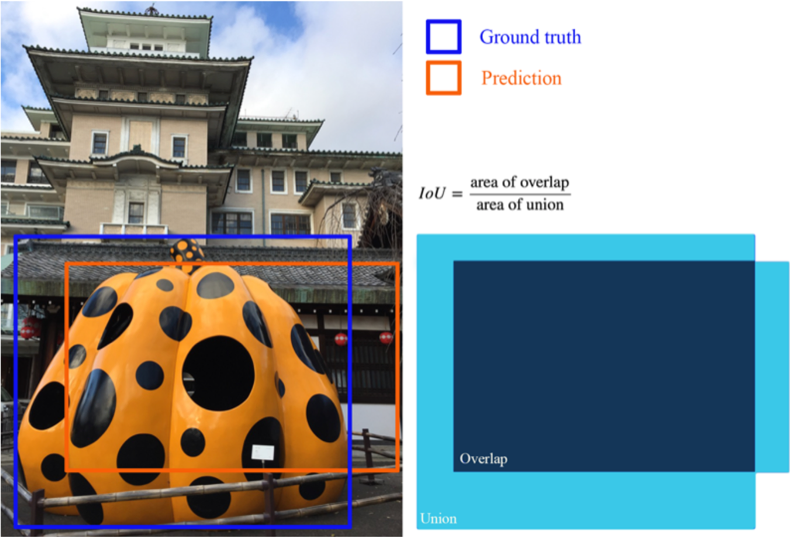 Ground truth
Prediction
IoU = area of overlap / area of union
Overlap
Union